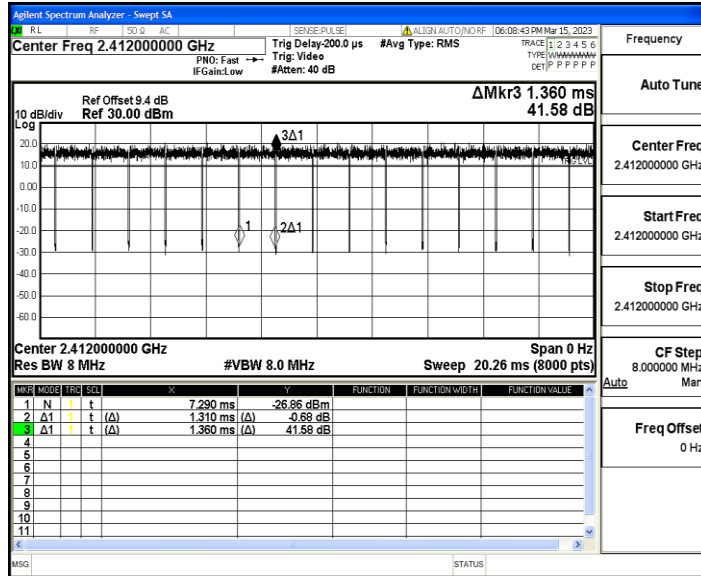 Agilent Spectrum Analyzer - Swept SA
RL RF 50 Ω AC SENSE:PULSE ALIGN AUTO/NO RF 06:08:43 PM Mar 15, 2023
Center Freq 2.412000000 GHz
PNO: Fast
IFGain:Low
Trig Delay-200.0 µs
Trig: Video
#Atten: 40 dB
#Avg Type: RMS
TRACE 1 2 3 4 5 6
TYPE WWWWWW
DET P P P P P P
ΔMkr3 1.360 ms
41.58 dB
Ref Offset 9.4 dB
10 dB/div Ref 30.00 dBm
Log
20.0
10.0
0.00
-10.0
-20.0
-30.0
-40.0
-50.0
-60.0
3Δ1
TRIG LVL
1
2Δ1
Center 2.412000000 GHz Span 0 Hz
Res BW 8 MHz #VBW 8.0 MHz Sweep 20.26 ms (8000 pts)
MKR MODE TRC SCL X Y FUNCTION FUNCTION WIDTH FUNCTION VALUE
1 N 1 t 7.290 ms -26.86 dBm
2 Δ1 1 t (Δ) 1.310 ms (Δ) -0.68 dB
3 Δ1 1 t (Δ) 1.360 ms (Δ) 41.58 dB
4
5
6
7
8
9
10
11
MSG STATUS
Frequency
Auto Tune
Center Freq
2.412000000 GHz
Start Freq
2.412000000 GHz
Stop Freq
2.412000000 GHz
CF Step
8.000000 MHz
Auto Man
Freq Offset
0 Hz